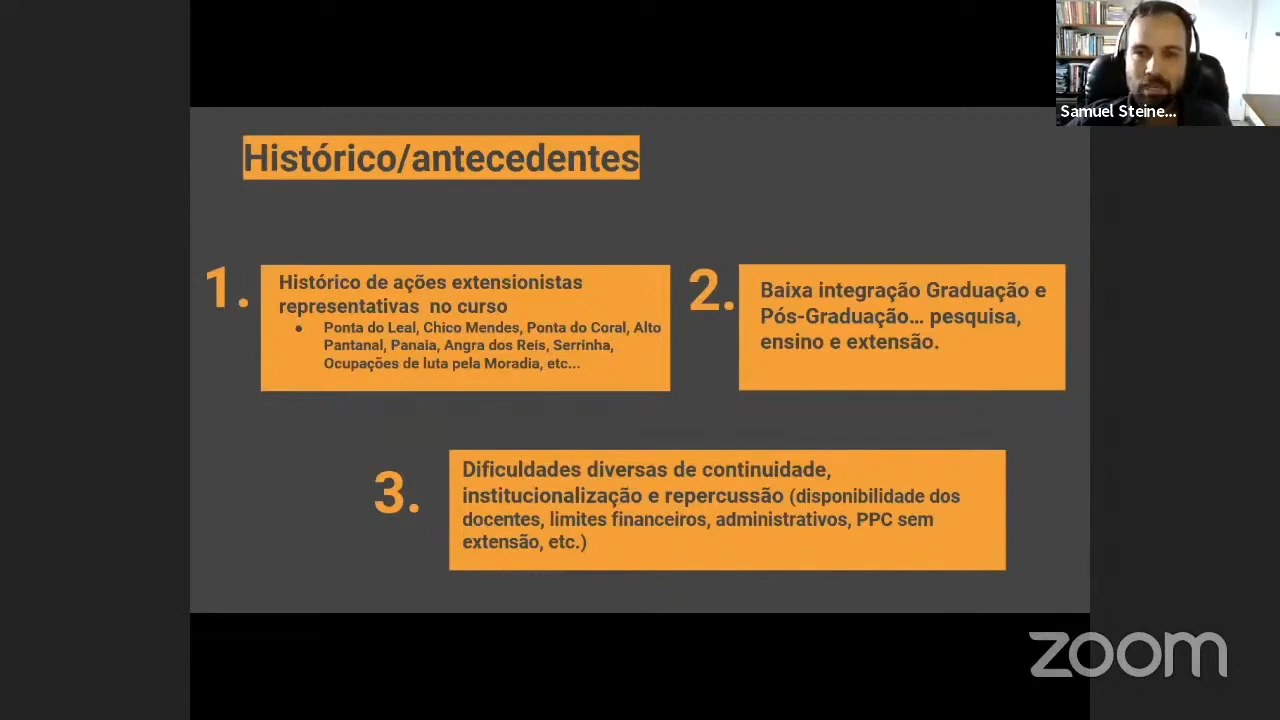 Samuel Steine...
Histórico/antecedentes
1.
Histórico de ações extensionistas
representativas no curso
● Ponta do Leal, Chico Mendes, Ponta do Coral, Alto
Pantanal, Panaia, Angra dos Reis, Serrinha,
Ocupações de luta pela Moradia, etc...
2.
Baixa integração Graduação e
Pós-Graduação... pesquisa,
ensino e extensão.
3.
Dificuldades diversas de continuidade,
institucionalização e repercussão (disponibilidade dos
docentes, limites financeiros, administrativos, PPC sem
extensão, etc.)
zoom